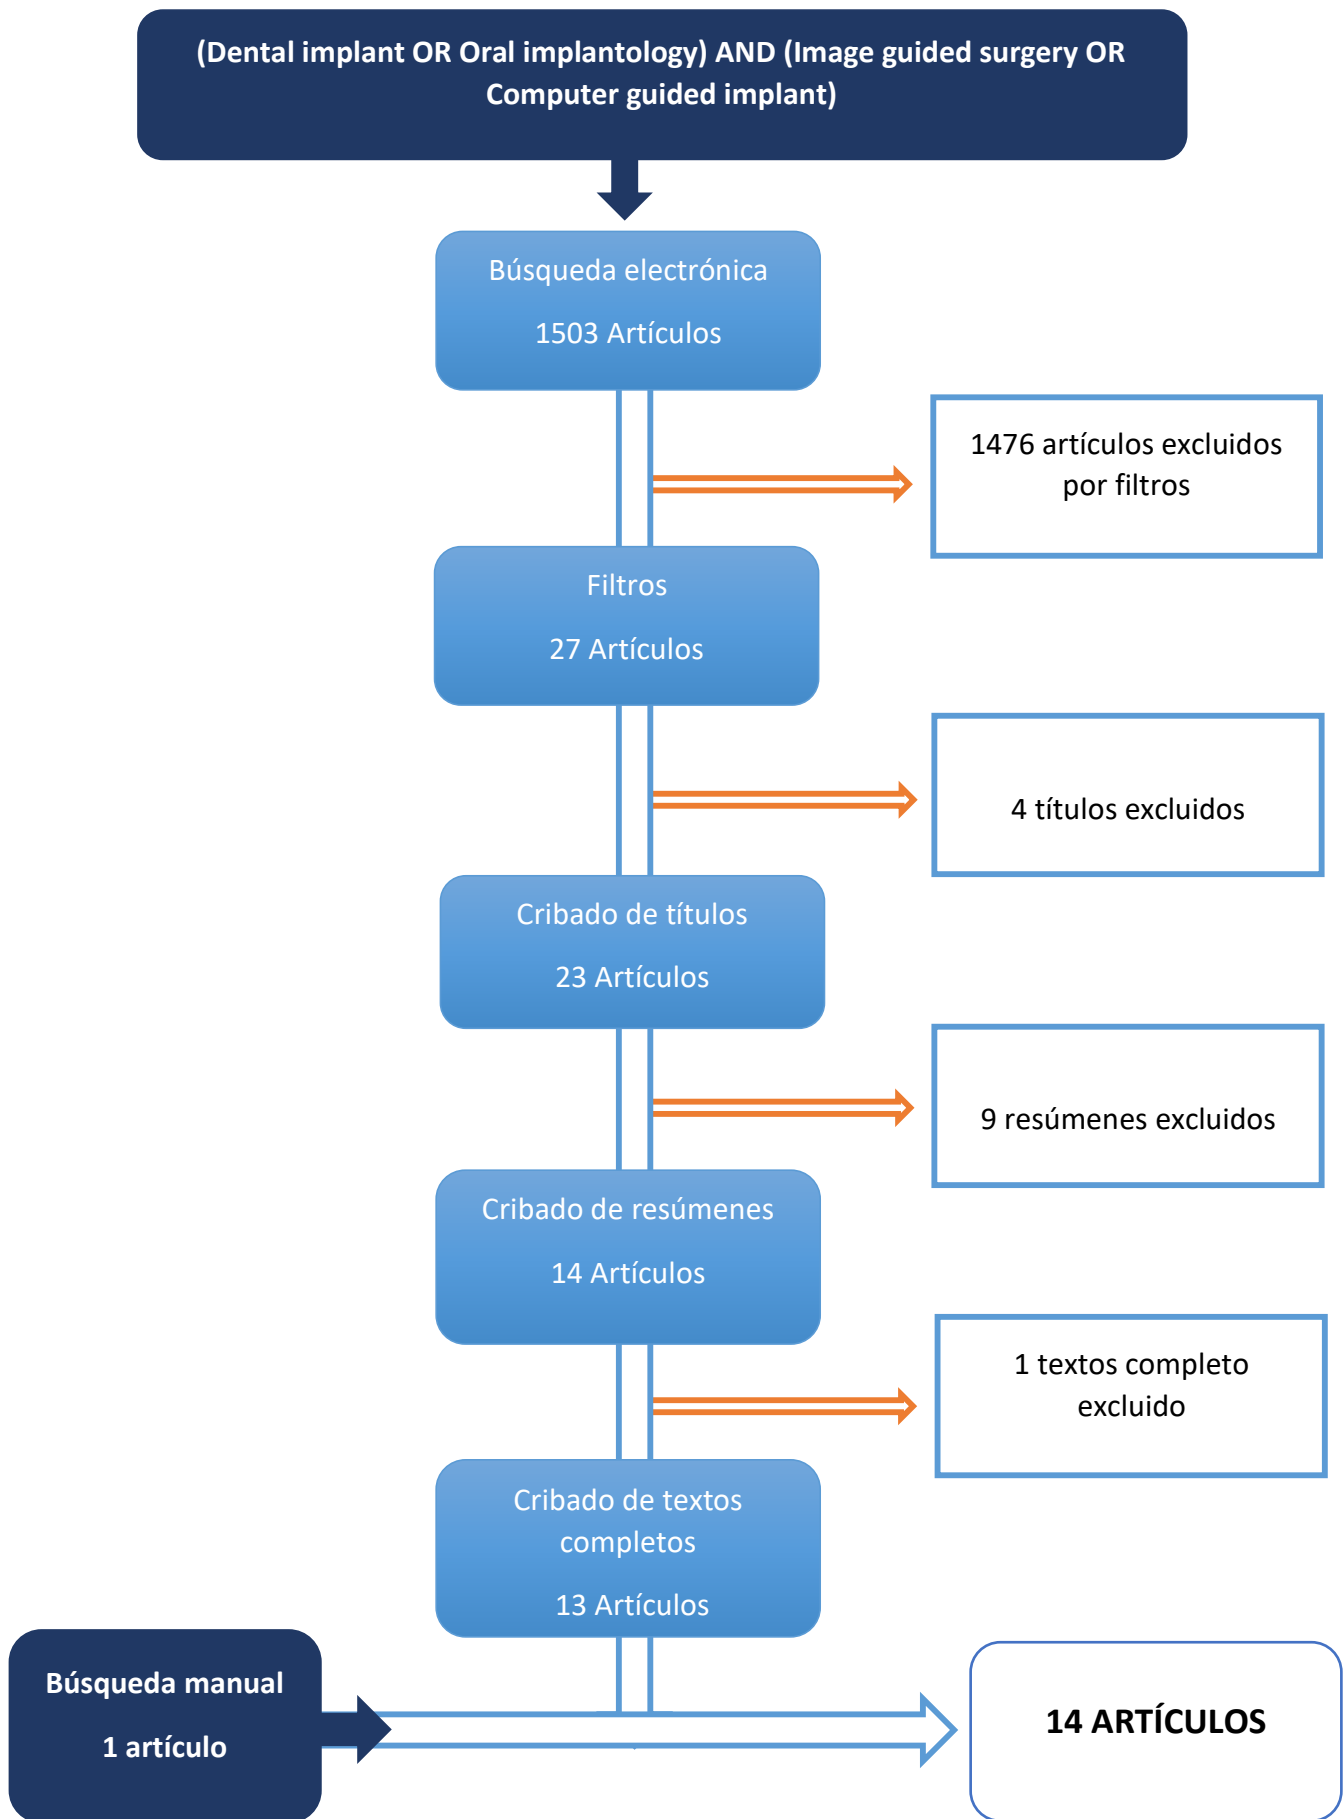 (Dental implant OR Oral implantology) AND (Image guided surgery OR
Computer guided implant)
Búsqueda electrónica
1503 Artículos
1476 artículos excluidos
por filtros
Filtros
27 Artículos
4 títulos excluidos
Cribado de títulos
23 Artículos
9 resúmenes excluidos
Cribado de resúmenes
14 Artículos
1 textos completo
excluido
Cribado de textos
completos
13 Artículos
Búsqueda manual
1 artículo
14 ARTÍCULOS